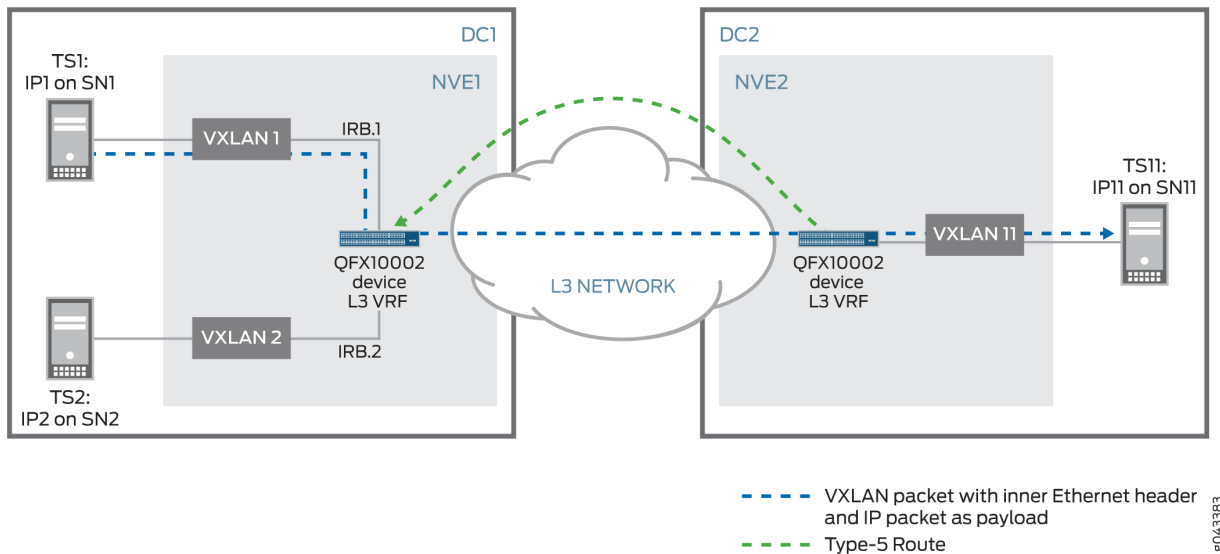 DC1
NVE1
TS1:
IP1 on SN1
VXLAN 1
IRB.1
QFX10002
device
L3 VRF
VXLAN 2
IRB.2
TS2:
IP2 on SN2
L3 NETWORK
DC2
NVE2
QFX10002
device
L3 VRF
VXLAN 11
TS11:
IP11 on SN11
VXLAN packet with inner Ethernet header
and IP packet as payload
Type-5 Route
g043383